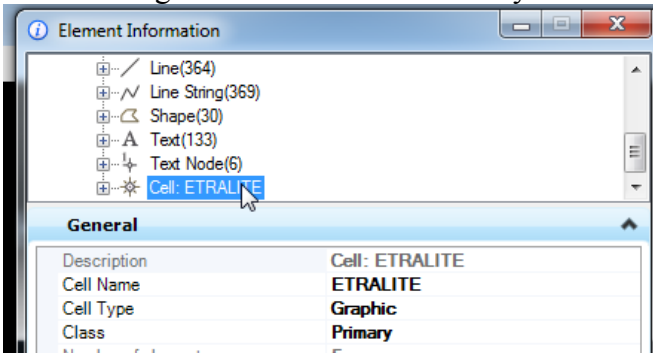 Element Information
Line(364)
Line String(369)
Shape(30)
A Text(133)
Text Node(6)
Cell: ETRALITE
General
Description Cell: ETRALITE
Cell Name ETRALITE
Cell Type Graphic
Class Primary